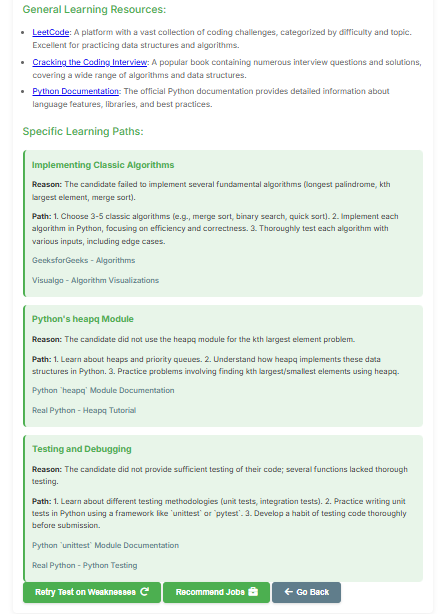 General Learning Resources:
LeetCode: A platform with a vast collection of coding challenges, categorized by difficulty and topic.
Excellent for practicing data structures and algorithms.
Cracking the Coding Interview: A popular book containing numerous interview questions and solutions,
covering a wide range of algorithms and data structures.
Python Documentation: The official Python documentation provides detailed information about
language features, libraries, and best practices.
Specific Learning Paths:
Implementing Classic Algorithms
Reason: The candidate failed to implement several fundamental algorithms (longest palindrome, kth
largest element, merge sort).
Path: 1. Choose 3-5 classic algorithms (e.g., merge sort, binary search, quick sort). 2. Implement each
algorithm in Python, focusing on efficiency and correctness. 3. Thoroughly test each algorithm with
various inputs, including edge cases.
GeeksforGeeks - Algorithms
Visualgo - Algorithm Visualizations
Python's heapq Module
Reason: The candidate did not use the heapq module for the kth largest element problem.
Path: 1. Learn about heaps and priority queues. 2. Understand how heapq implements these data
structures in Python. 3. Practice problems involving finding kth largest/smallest elements using heapq.
Python `heapq` Module Documentation
Real Python - Heapq Tutorial
Testing and Debugging
Reason: The candidate did not provide sufficient testing of their code; several functions lacked thorough
testing.
Path: 1. Learn about different testing methodologies (unit tests, integration tests). 2. Practice writing unit
tests in Python using a framework like `unittest` or `pytest`. 3. Develop a habit of testing code thoroughly
before submission.
Python `unittest` Module Documentation
Real Python - Python Testing
Retry Test on Weaknesses Recommend Jobs Go Back